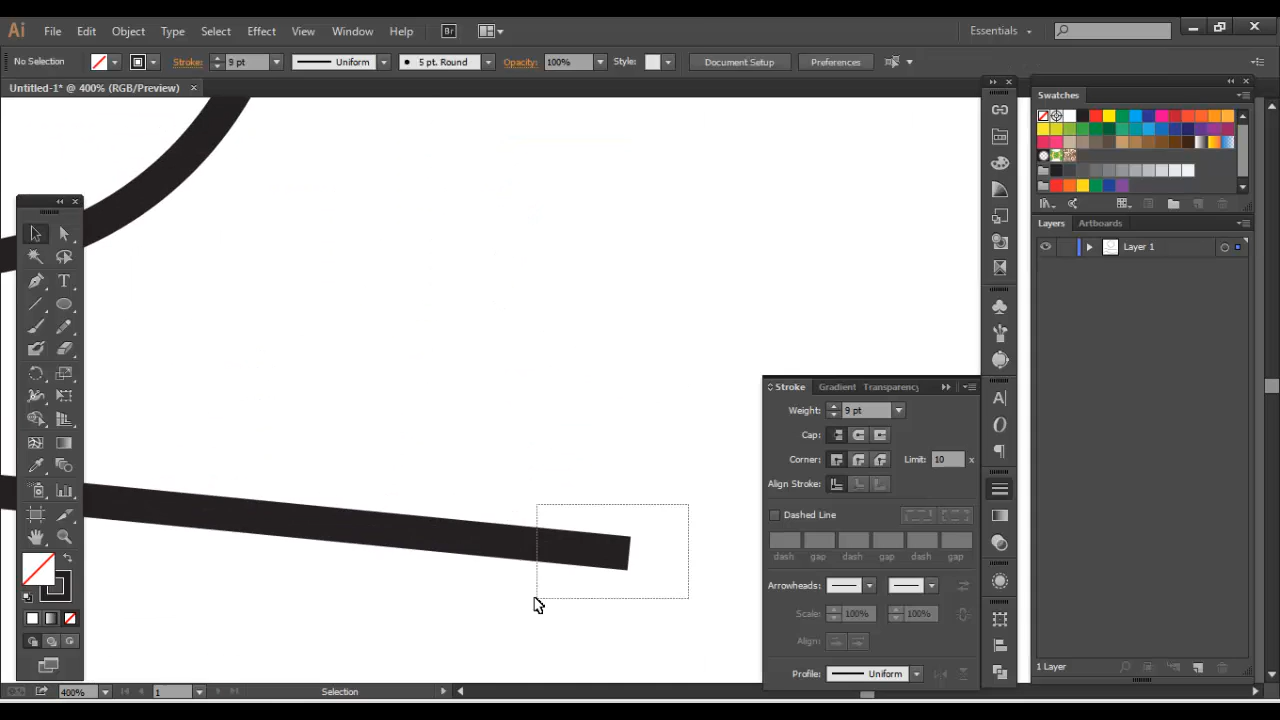 Ai File Edit Object Type Select Effect View Window Help Br Essentials
No Selection Stroke: 9 pt Uniform 5 pt. Round Opacity: 100% Style: Document Setup Preferences
Untitled-1* @ 400% (RGB/Preview)
Swatches
Layers Artboards
Layer 1
Stroke Gradient Transparency
Weight: 9 pt
Cap:
Corner: Limit: 10 x
Align Stroke:
Dashed Line
dash gap dash gap dash gap
Arrowheads:
Scale: 100% 100%
Align:
Profile: Uniform
1 Layer
400% 1 Selection